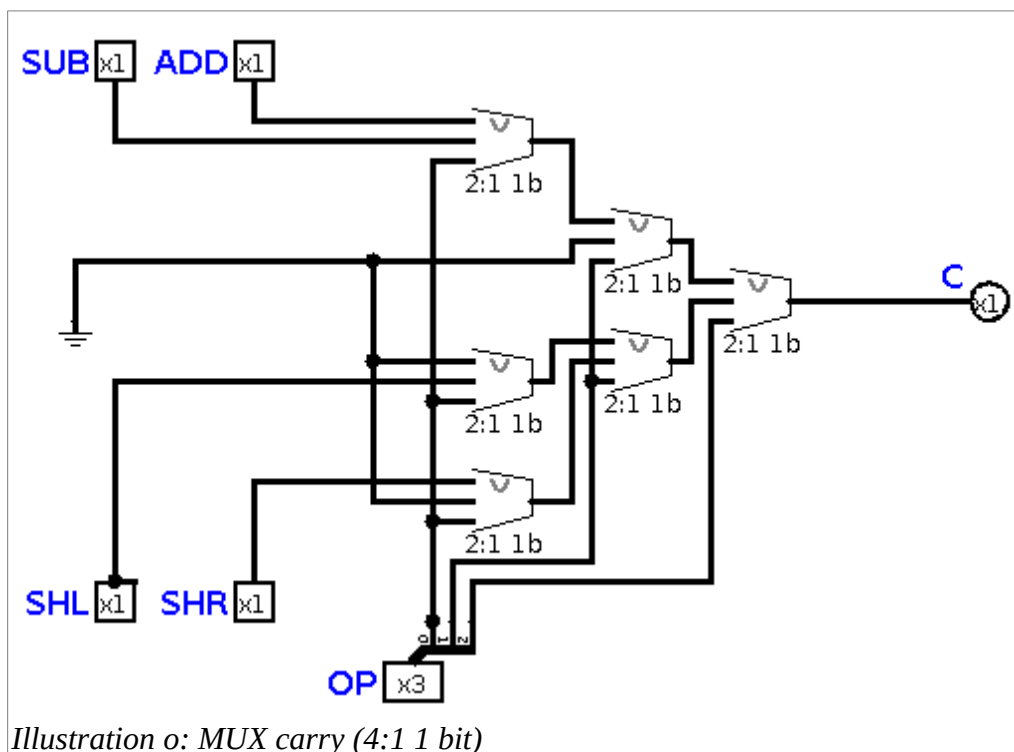 SUB x1 ADD x1
2:1 1b
2:1 1b
C x1
2:1 1b
2:1 1b
2:1 1b
2:1 1b
SHL x1 SHR x1
0 1 2
OP x3
Illustration o: MUX carry (4:1 1 bit)